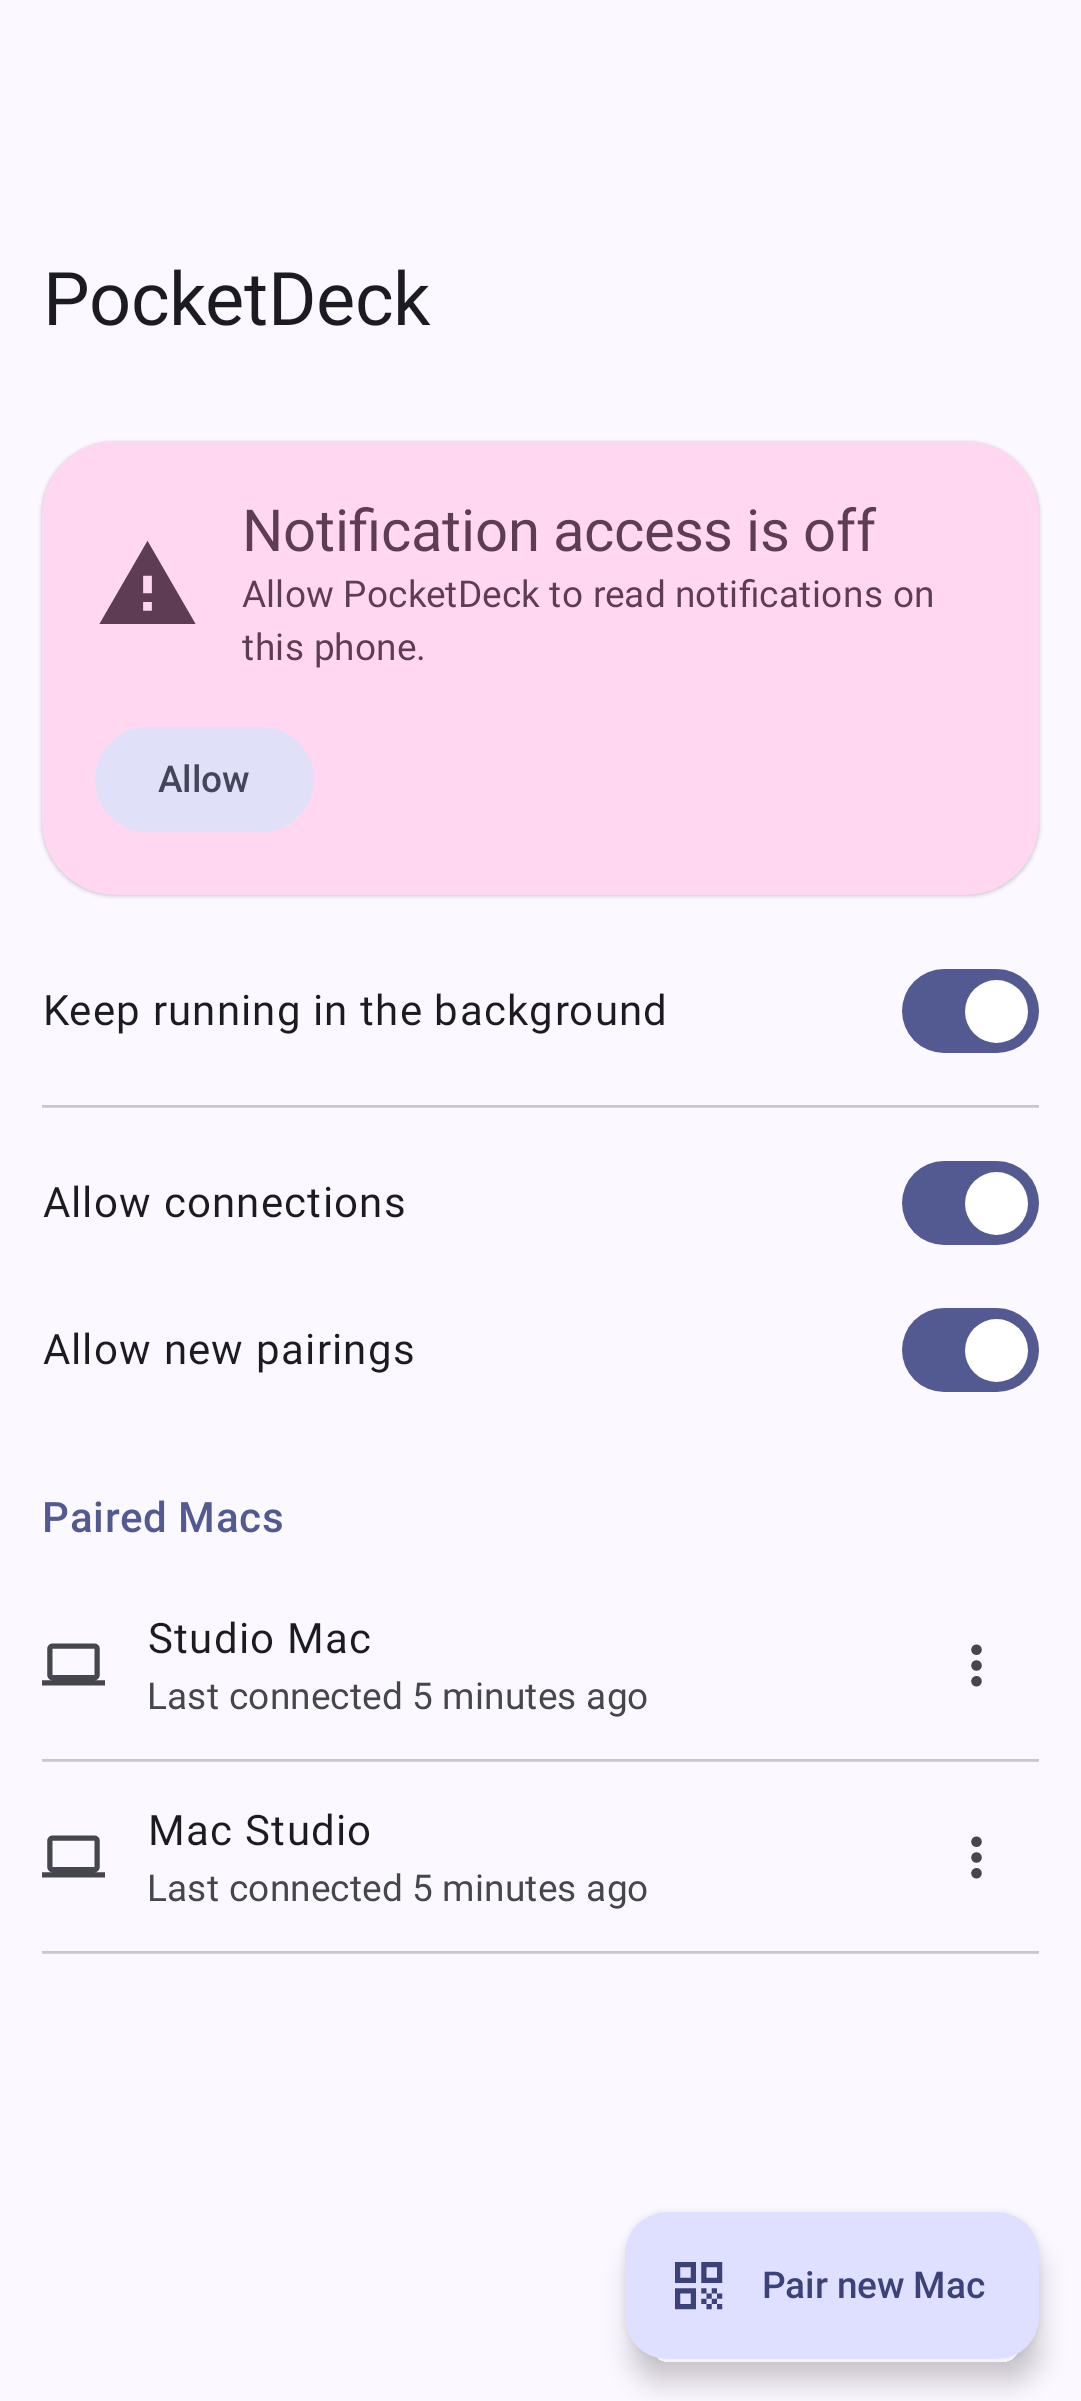 PocketDeck
Notification access is off
Allow PocketDeck to read notifications on
this phone.
Allow
Keep running in the background
Allow connections
Allow new pairings
Paired Macs
Studio Mac
Last connected 5 minutes ago
Mac Studio
Last connected 5 minutes ago
Pair new Mac